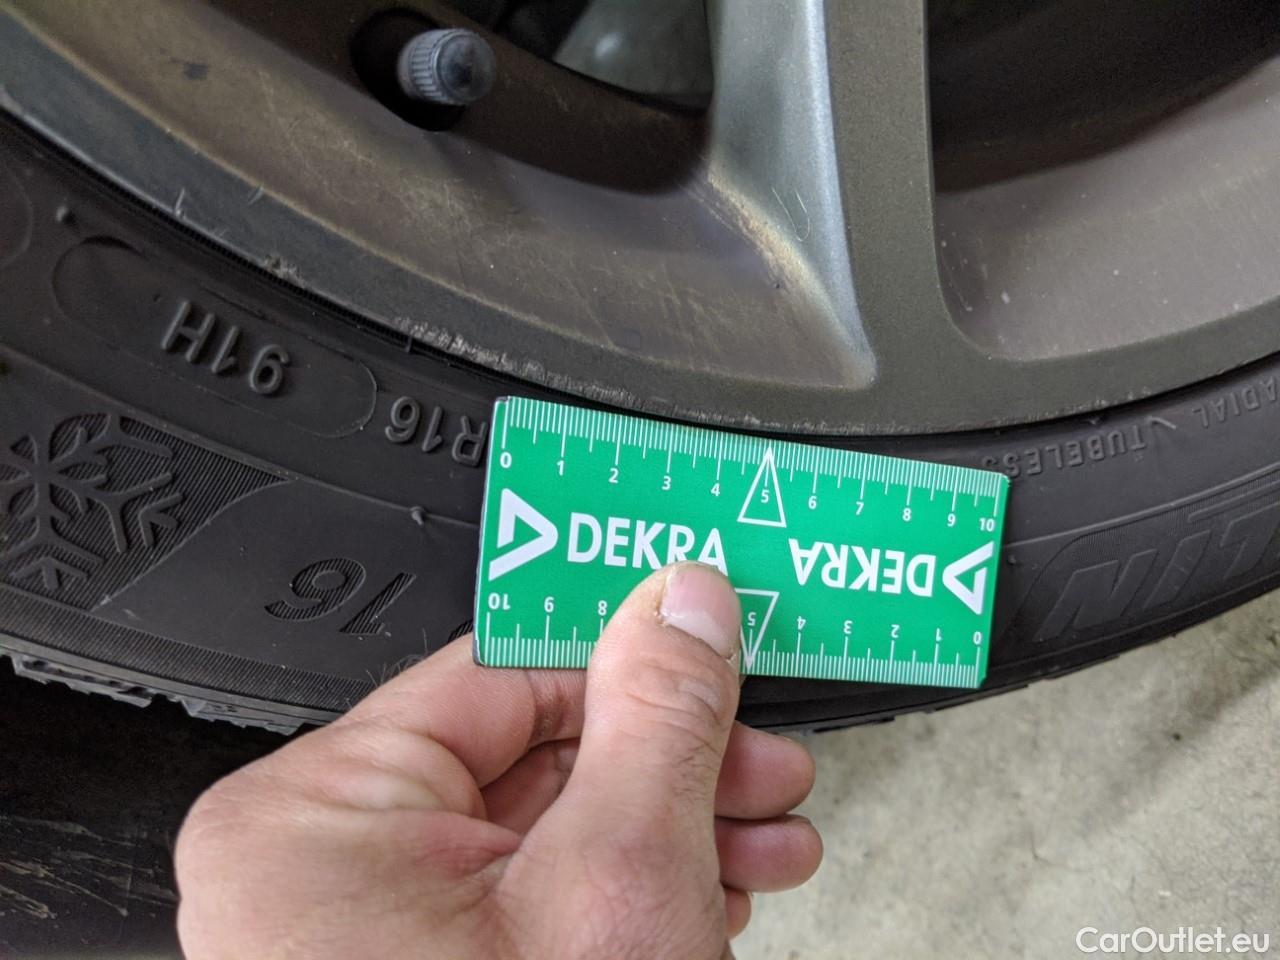 91H
R16
RADIAL TUBELESS
16
0 1 2 3 4 5 6 7 8 9 10
DEKRA
DEKRA
10 9 8 5 4 3 2 1 0
CarOutlet.eu